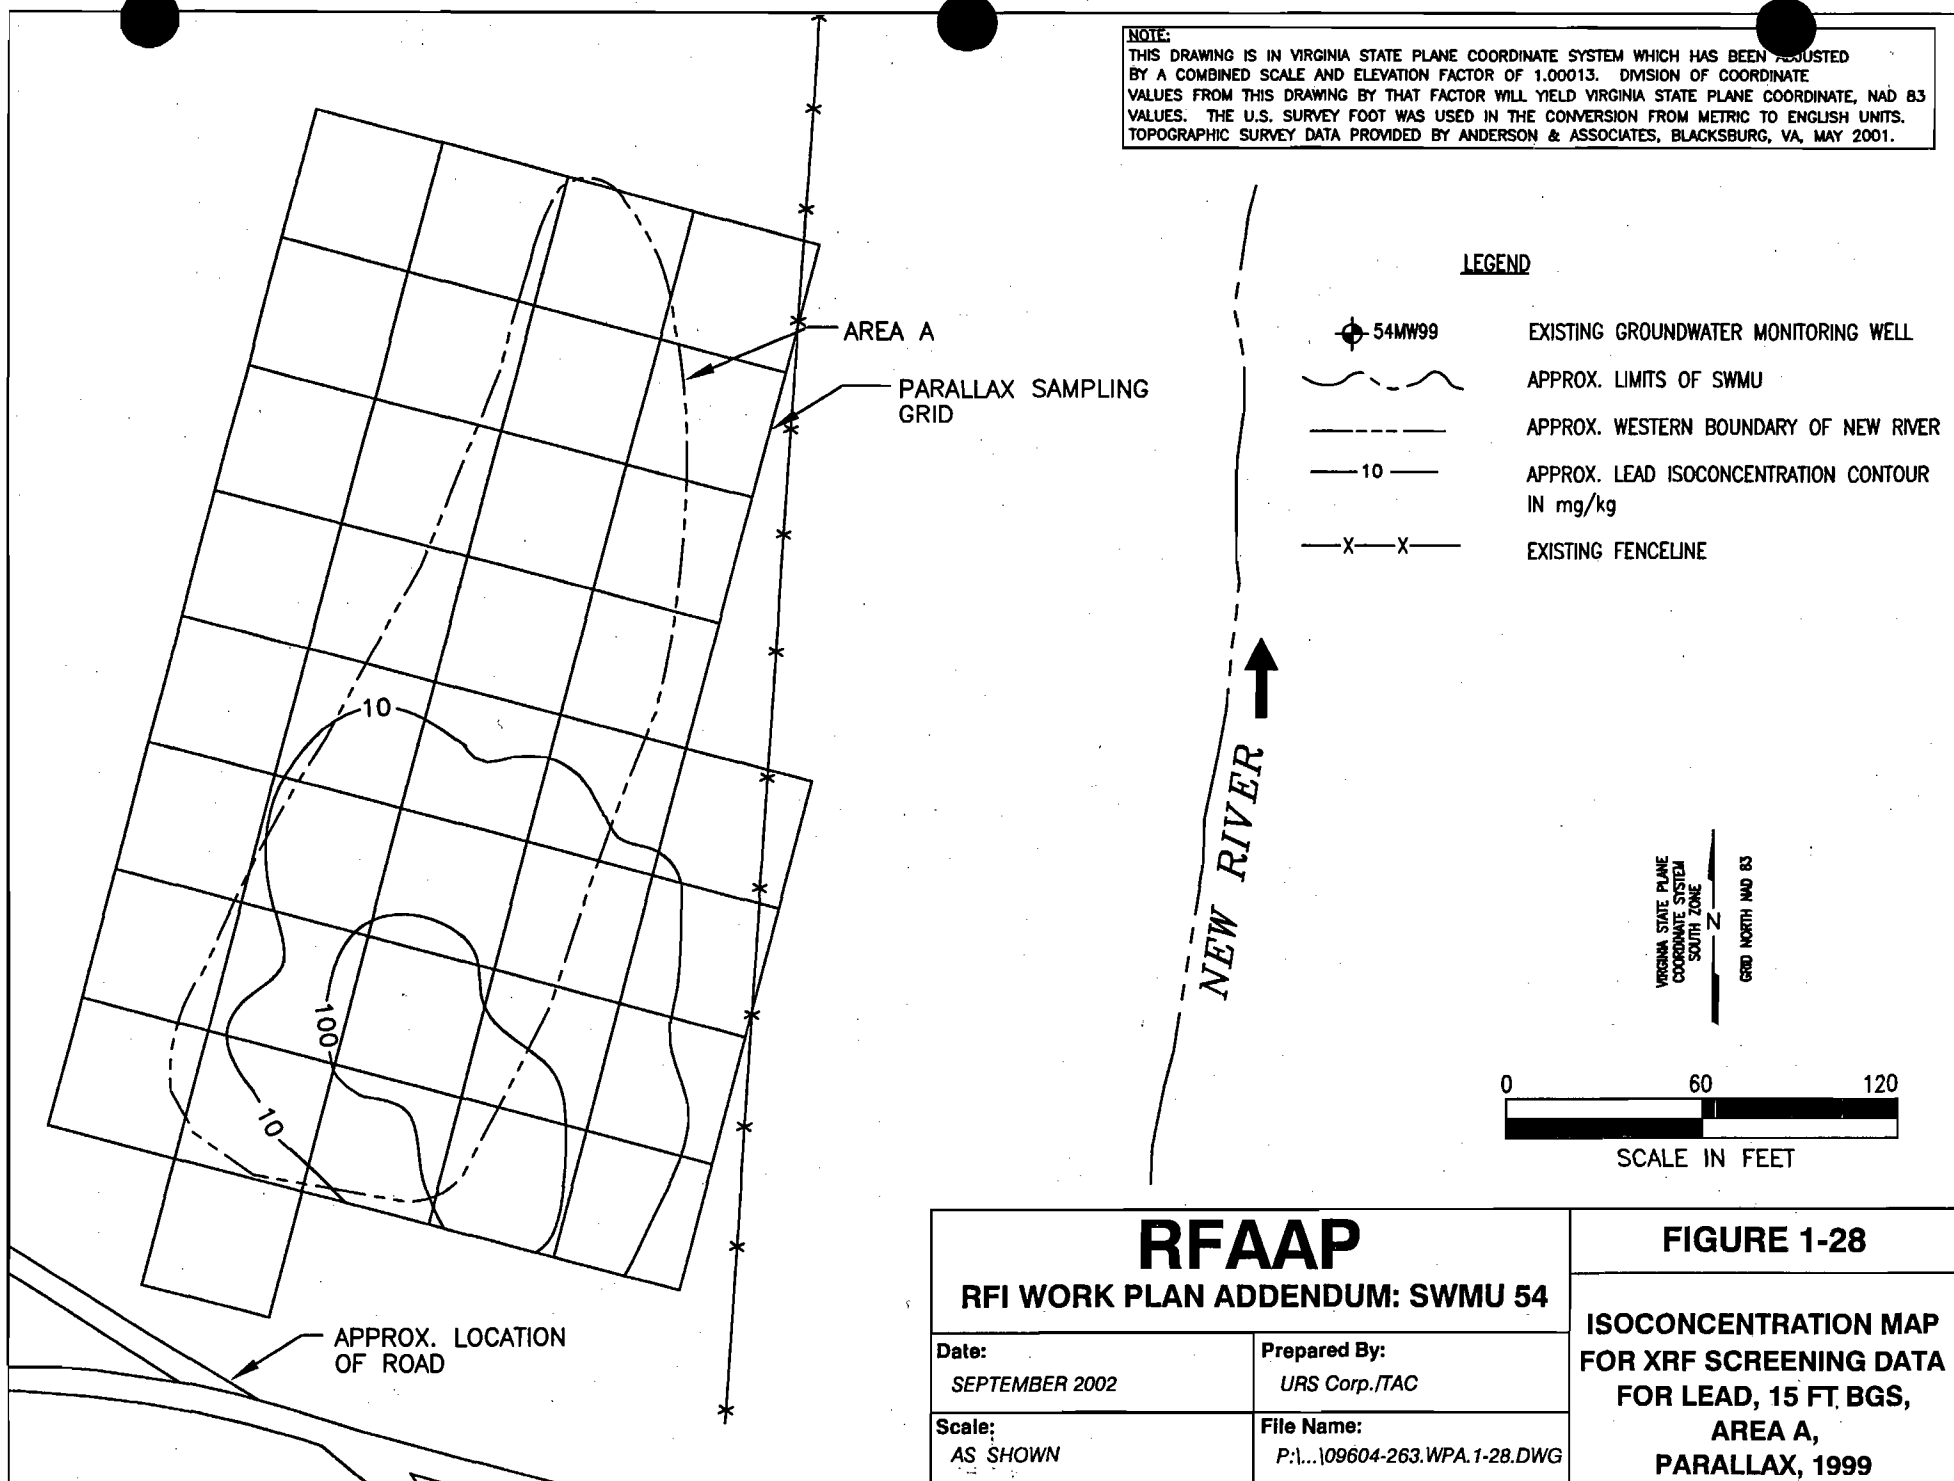 NOTE:
THIS DRAWING IS IN VIRGINIA STATE PLANE COORDINATE SYSTEM WHICH HAS BEEN ADJUSTED
BY A COMBINED SCALE AND ELEVATION FACTOR OF 1.00013. DIVISION OF COORDINATE
VALUES FROM THIS DRAWING BY THAT FACTOR WILL YIELD VIRGINIA STATE PLANE COORDINATE, NAD 83
VALUES. THE U.S. SURVEY FOOT WAS USED IN THE CONVERSION FROM METRIC TO ENGLISH UNITS.
TOPOGRAPHIC SURVEY DATA PROVIDED BY ANDERSON & ASSOCIATES, BLACKSBURG, VA, MAY 2001.
LEGEND
54MW99 EXISTING GROUNDWATER MONITORING WELL
APPROX. LIMITS OF SWMU
APPROX. WESTERN BOUNDARY OF NEW RIVER
10 APPROX. LEAD ISOCONCENTRATION CONTOUR
IN mg/kg
X X EXISTING FENCELINE
AREA A
PARALLAX SAMPLING
GRID
10
100
10
NEW RIVER
VIRGINIA STATE PLANE
COORDINATE SYSTEM
SOUTH ZONE
N
GRID NORTH NAD 83
0 60 120
SCALE IN FEET
APPROX. LOCATION
OF ROAD
RFAAP
RFI WORK PLAN ADDENDUM: SWMU 54
Date:
SEPTEMBER 2002
Prepared By:
URS Corp./TAC
Scale:
AS SHOWN
File Name:
P:\...\09604-263.WPA.1-28.DWG
FIGURE 1-28
ISOCONCENTRATION MAP
FOR XRF SCREENING DATA
FOR LEAD, 15 FT BGS,
AREA A,
PARALLAX, 1999